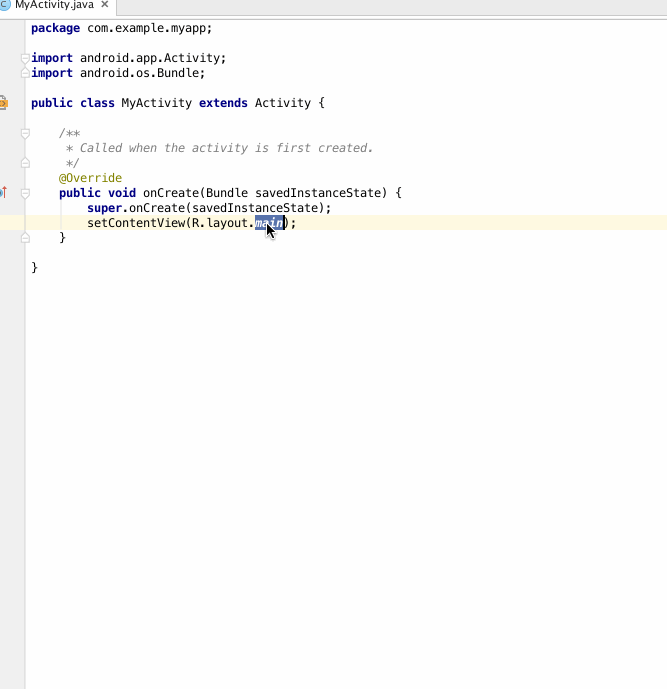 MyActivity.java
package com.example.myapp;
import android.app.Activity;
import android.os.Bundle;
public class MyActivity extends Activity {
/**
* Called when the activity is first created.
*/
@Override
public void onCreate(Bundle savedInstanceState) {
super.onCreate(savedInstanceState);
setContentView(R.layout.main);
}
}